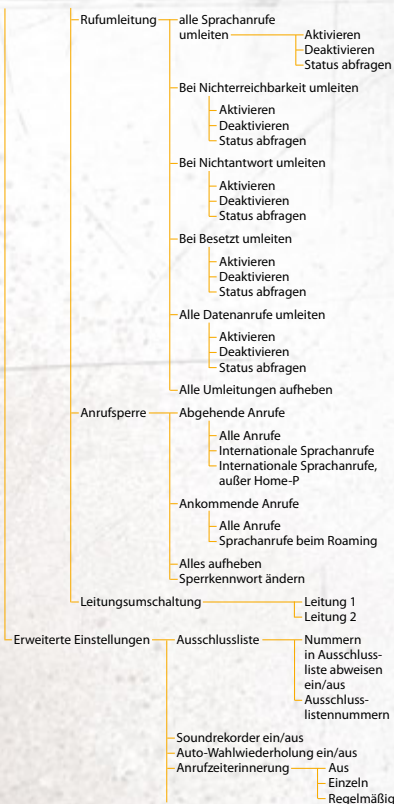 Rufumleitung
alle Sprachanrufe
umleiten
Aktivieren
Deaktivieren
Status abfragen
Bei Nichterreichbarkeit umleiten
Aktivieren
Deaktivieren
Status abfragen
Bei Nichtantwort umleiten
Aktivieren
Deaktivieren
Status abfragen
Bei Besetzt umleiten
Aktivieren
Deaktivieren
Status abfragen
Alle Datenanrufe umleiten
Aktivieren
Deaktivieren
Status abfragen
Alle Umleitungen aufheben
Anrufsperre
Abgehende Anrufe
Alle Anrufe
Internationale Sprachanrufe
Internationale Sprachanrufe,
außer Home-P
Ankommende Anrufe
Alle Anrufe
Sprachanrufe beim Roaming
Alles aufheben
Sperrkennwort ändern
Leitungsumschaltung
Leitung 1
Leitung 2
Erweiterte Einstellungen
Ausschlussliste
Nummern
in Ausschluss-
liste abweisen
ein/aus
Ausschluss-
listennummern
Soundrekorder ein/aus
Auto-Wahlwiederholung ein/aus
Anrufzeiterinnerung
Aus
Einzeln
Regelmäßig